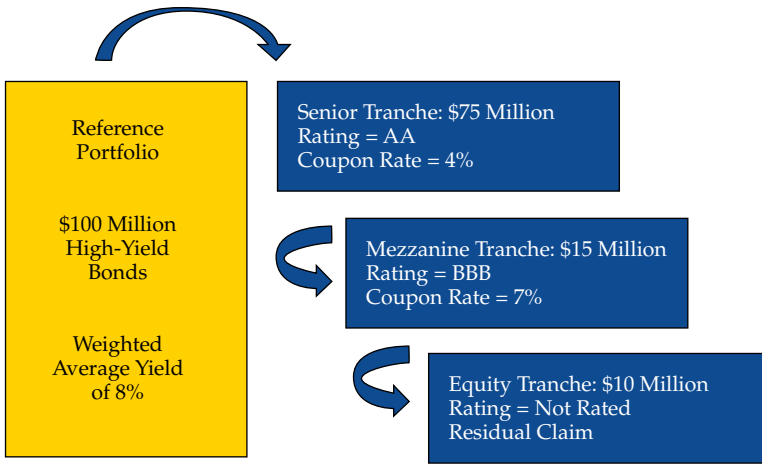 Reference
Portfolio
$100 Million
High-Yield
Bonds
Weighted
Average Yield
of 8%
Senior Tranche: $75 Million
Rating = AA
Coupon Rate = 4%
Mezzanine Tranche: $15 Million
Rating = BBB
Coupon Rate = 7%
Equity Tranche: $10 Million
Rating = Not Rated
Residual Claim